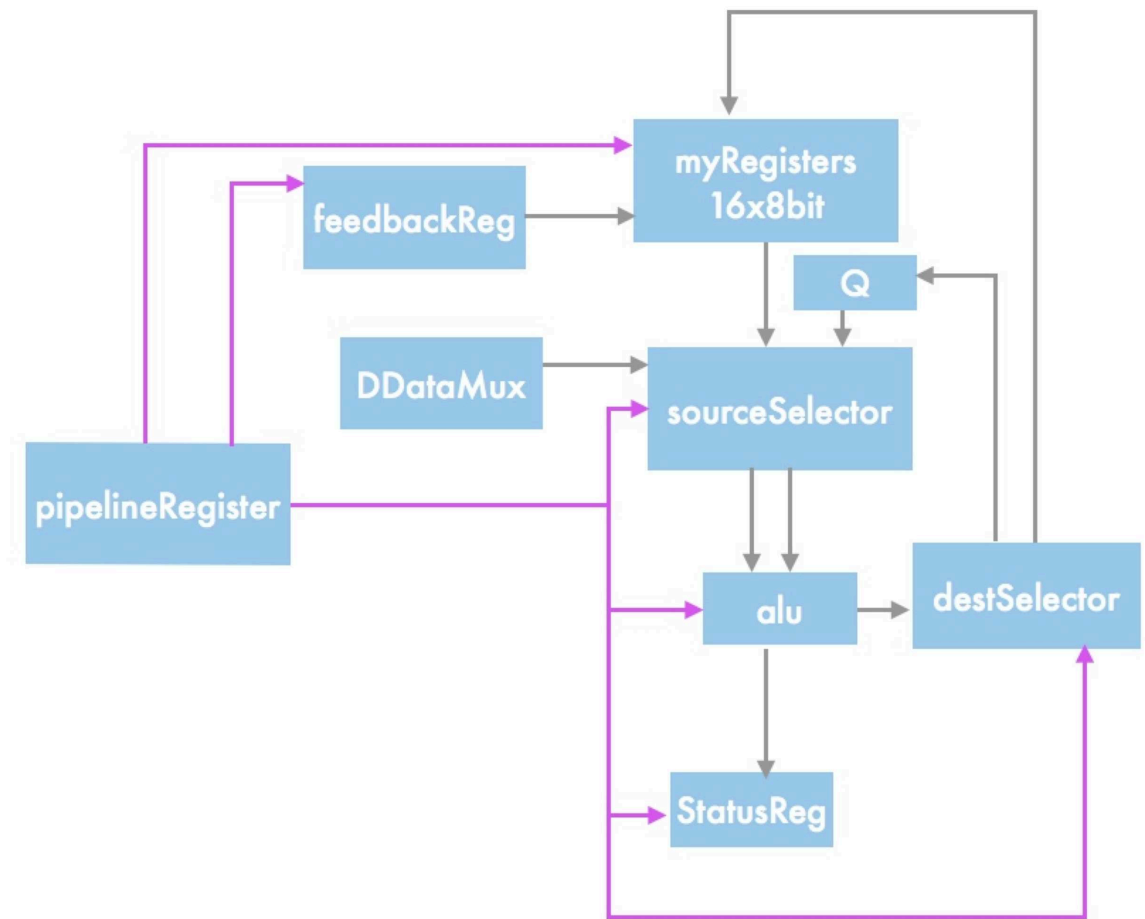 myRegisters
16x8bit
feedbackReg
Q
DDataMux
sourceSelector
pipelineRegister
alu
destSelector
StatusReg